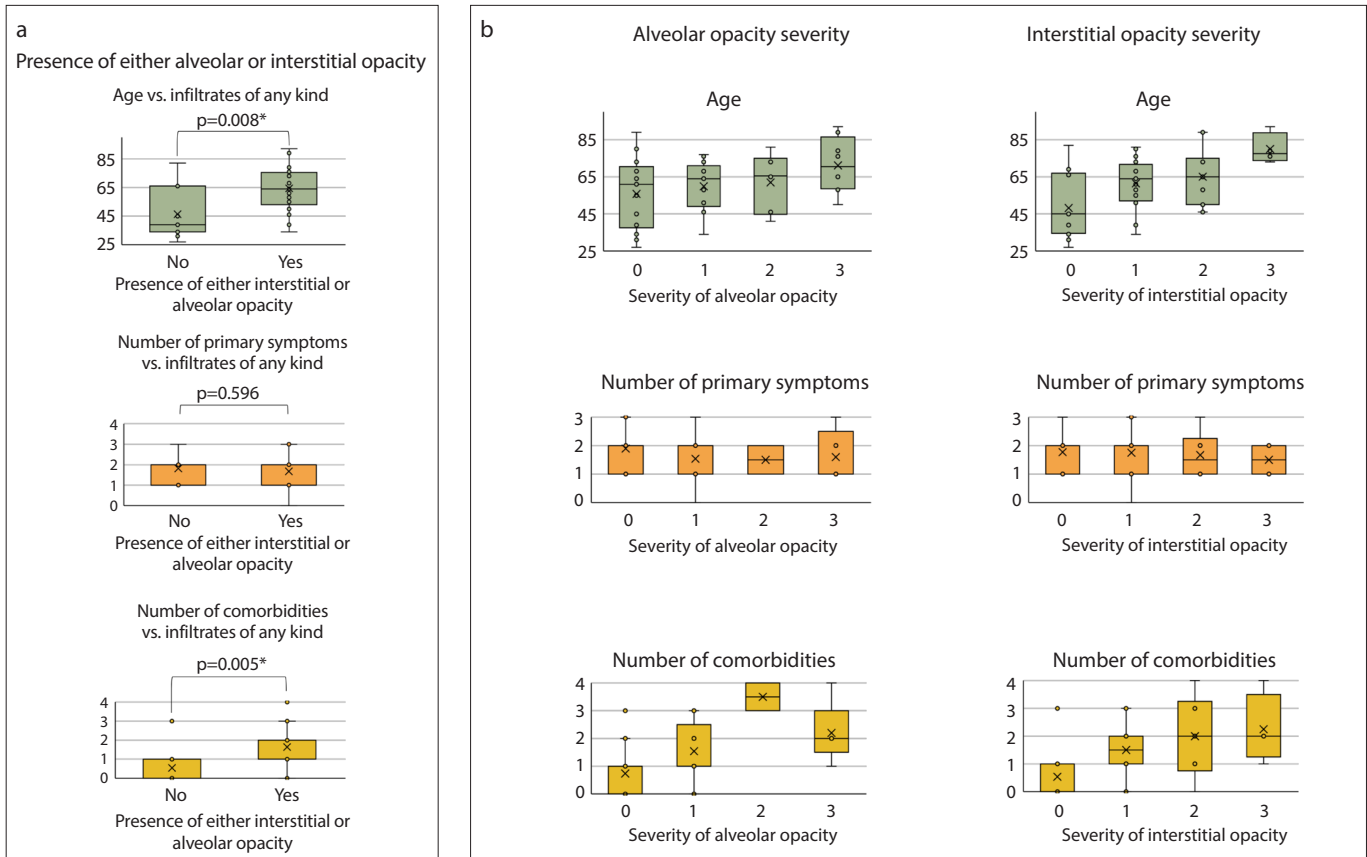 a
Presence of either alveolar or interstitial opacity
Age vs. infiltrates of any kind
p=0.008*
85
65
45
25
No Yes
Presence of either interstitial or
alveolar opacity
Number of primary symptoms
vs. infiltrates of any kind
p=0.596
4
3
2
1
0
No Yes
Presence of either interstitial or
alveolar opacity
Number of comorbidities
vs. infiltrates of any kind
p=0.005*
4
3
2
1
0
No Yes
Presence of either interstitial or
alveolar opacity
b
Alveolar opacity severity
Age
85
65
45
25
0 1 2 3
Severity of alveolar opacity
Number of primary symptoms
3
2
1
0
0 1 2 3
Severity of alveolar opacity
Number of comorbidities
4
3
2
1
0
0 1 2 3
Severity of alveolar opacity
Interstitial opacity severity
Age
85
65
45
25
0 1 2 3
Severity of interstitial opacity
Number of primary symptoms
3
2
1
0
0 1 2 3
Severity of interstitial opacity
Number of comorbidities
4
3
2
1
0
0 1 2 3
Severity of interstitial opacity